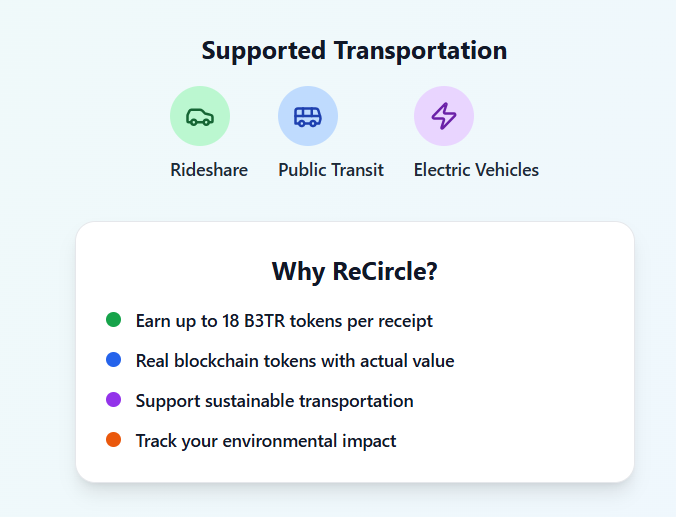 Supported Transportation
Rideshare
Public Transit
Electric Vehicles
Why ReCircle?
Earn up to 18 B3TR tokens per receipt
Real blockchain tokens with actual value
Support sustainable transportation
Track your environmental impact